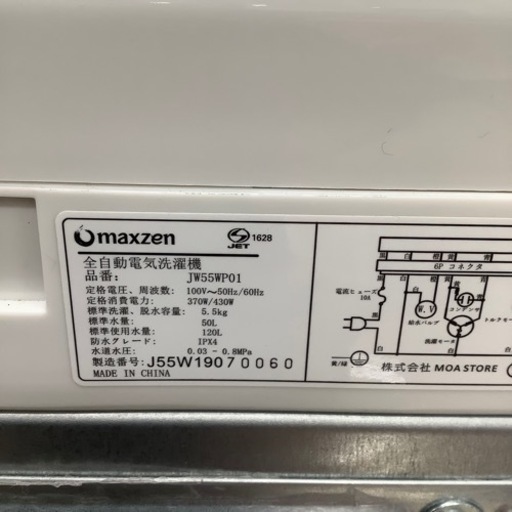 maxzen
JET 1628
全自動電気洗濯機
品番: JW55WP01
定格電圧、周波数: 100V～50Hz/60Hz
定格消費電力: 370W/430W
標準洗濯、脱水容量: 5.5kg
標準水量: 50L
標準使用水量: 120L
防水グレード: IPX4
水道水圧: 0.03 - 0.8MPa
製造番号: J55W19070060
MADE IN CHINA
6P コネクタ
電流ヒューズ
10A
W.V
給水バルブ
コンデンサ
洗濯モータ
黄/緑
株式会社 MOA STORE